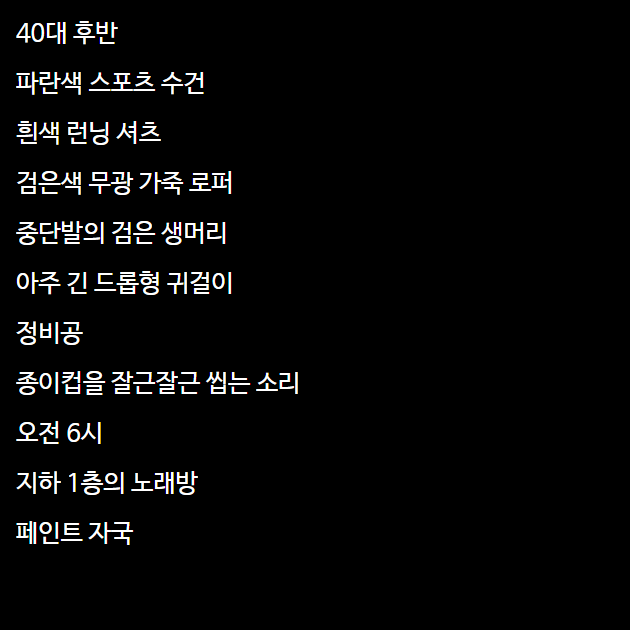 40대 후반
파란색 스포츠 수건
흰색 런닝 셔츠
검은색 무광 가죽 로퍼
중단발의 검은 생머리
아주 긴 드롭형 귀걸이
정비공
종이컵을 잘근잘근 씹는 소리
오전 6시
지하 1층의 노래방
페인트 자국